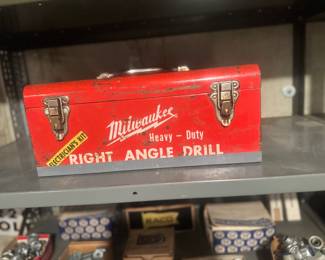 Milwaukee
Heavy - Duty
ELECTRICIAN'S KIT
RIGHT ANGLE DRILL